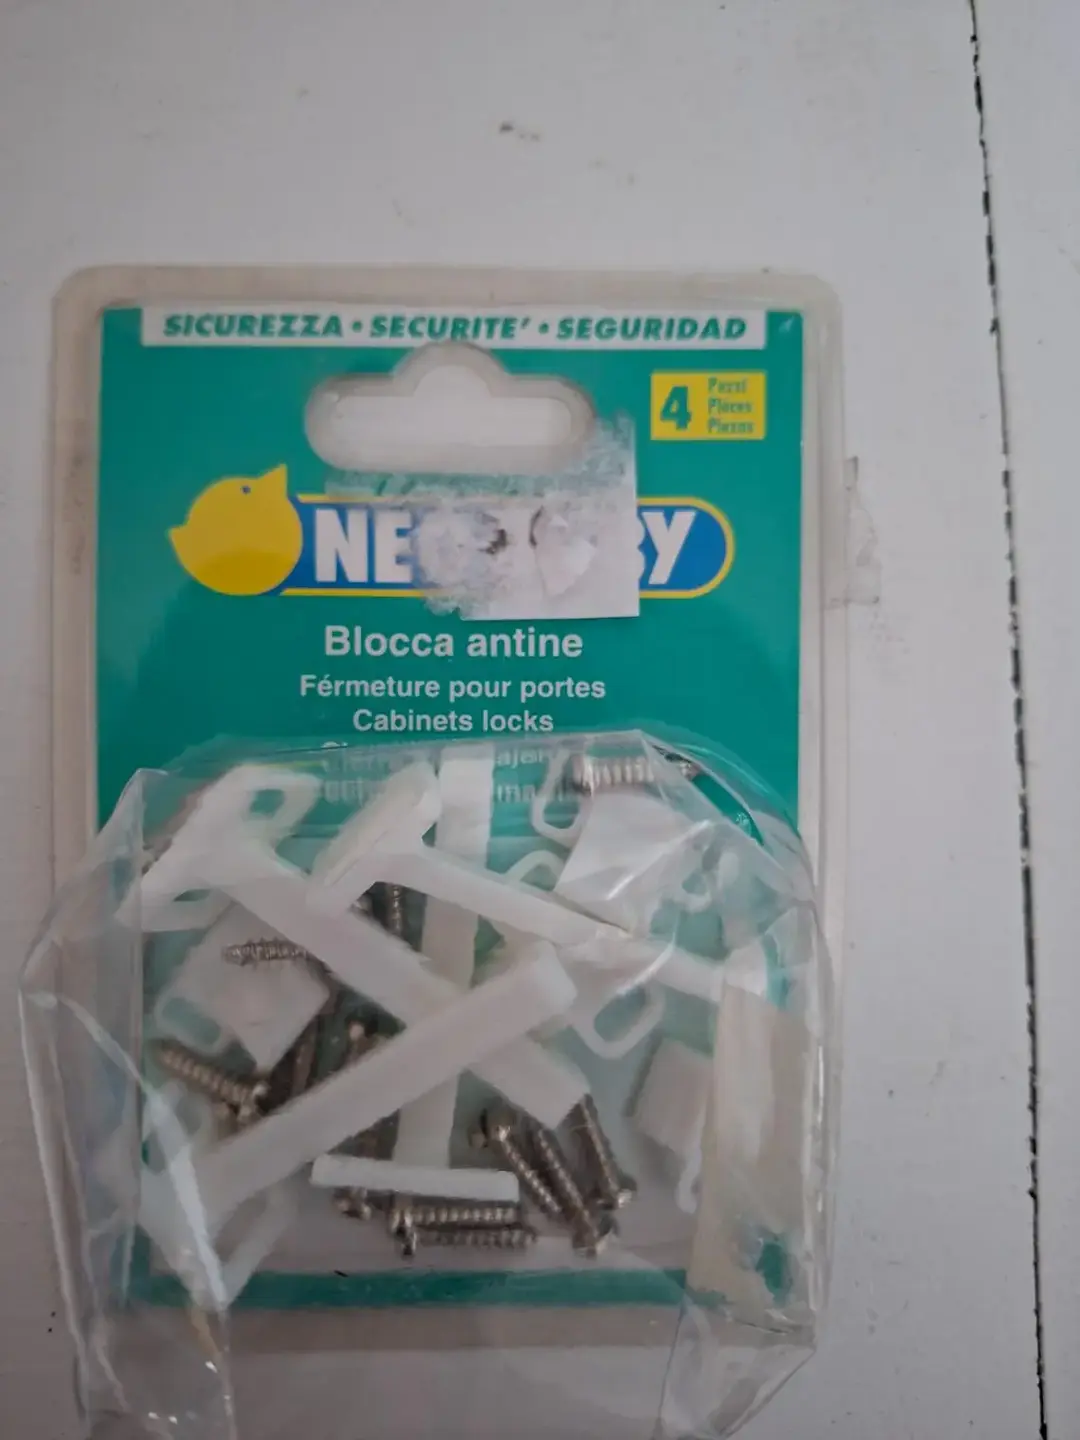 SICUREZZA • SECURITE' • SEGURIDAD
4 Pezzi
Pièces
Piezas
Blocca antine
Férmeture pour portes
Cabinets locks